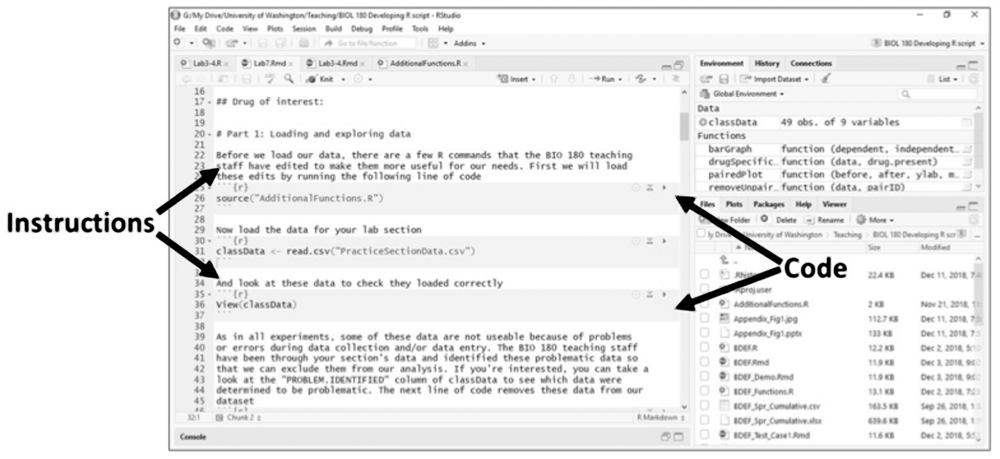 G:/My Drive/University of Washington/Teaching/BIOL 180 Developing R script - RStudio
File Edit Code View Plots Session Build Debug Profile Tools Help
Go to file/function Addins BIOL 180 Developing R script
Lab3-4.R Lab7.Rmd Lab3-4.Rmd AdditionalFunctions.R
Knit Insert Run
16
17 ## Drug of interest:
18
19
20 # Part 1: Loading and exploring data
21
22 Before we load our data, there are a few R commands that the BIO 180 teaching
23 staff have edited to make them more useful for our needs. First we will load
these edits by running the following line of code
```{r}
26 source("AdditionalFunctions.R")
27 ```
28
29 Now load the data for your lab section
30 ```{r}
31 classData <- read.csv("PracticeSectionData.csv")
```
34 And look at these data to check they loaded correctly
35 ```{r}
36 View(classData)
37 ```
38
39 As in all experiments, some of these data are not useable because of problems
40 or errors during data collection and/or data entry. The BIO 180 teaching staff
41 have been through your section's data and identified these problematic data so
42 that we can exclude them from our analysis. If you're interested, you can take a
43 look at the "PROBLEM.IDENTIFIED" column of classData to see which data were
44 determined to be problematic. The next line of code removes these data from our
45 dataset
46 ```{r}
32:1 Chunk 2 R Markdown
Console
Instructions
Code
Environment History Connections
Import Dataset List
Global Environment
Data
classData 49 obs. of 9 variables
Functions
barGraph function (dependent, independent…
drugSpecific… function (data, drug.present)
pairedPlot function (before, after, ylab, m…
removeUnpair… function (data, pairID)
Files Plots Packages Help Viewer
Folder Delete Rename More
ly Drive University of Washington Teaching BIOL 180 Developing R scr
Size Modified
..
.Rhist 22.4 KB Dec 11, 2018, 7:4
.Rproj.user
AdditionalFunctions.R 2 KB Nov 21, 2018, 11:
Appendix_Fig1.jpg 112.7 KB Dec 11, 2018, 7:5
Appendix_Fig1.pptx 133 KB Dec 11, 2018, 7:5
BDEF.R 12.2 KB Dec 2, 2018, 5:10
BDEF.Rmd 11.9 KB Dec 3, 2018, 9:02
BDEF_Demo.Rmd 11.9 KB Dec 3, 2018, 9:02
BDEF_Functions.R 13.1 KB Dec 2, 2018, 7:23
BDEF_Spr_Cumulative.csv 163.5 KB Sep 26, 2018, 1:3
BDEF_Spr_Cumulative.xlsx 639.6 KB Sep 26, 2018, 1:1
BDEF_Test_Case1.Rmd 11.6 KB Dec 2, 2018, 5:5